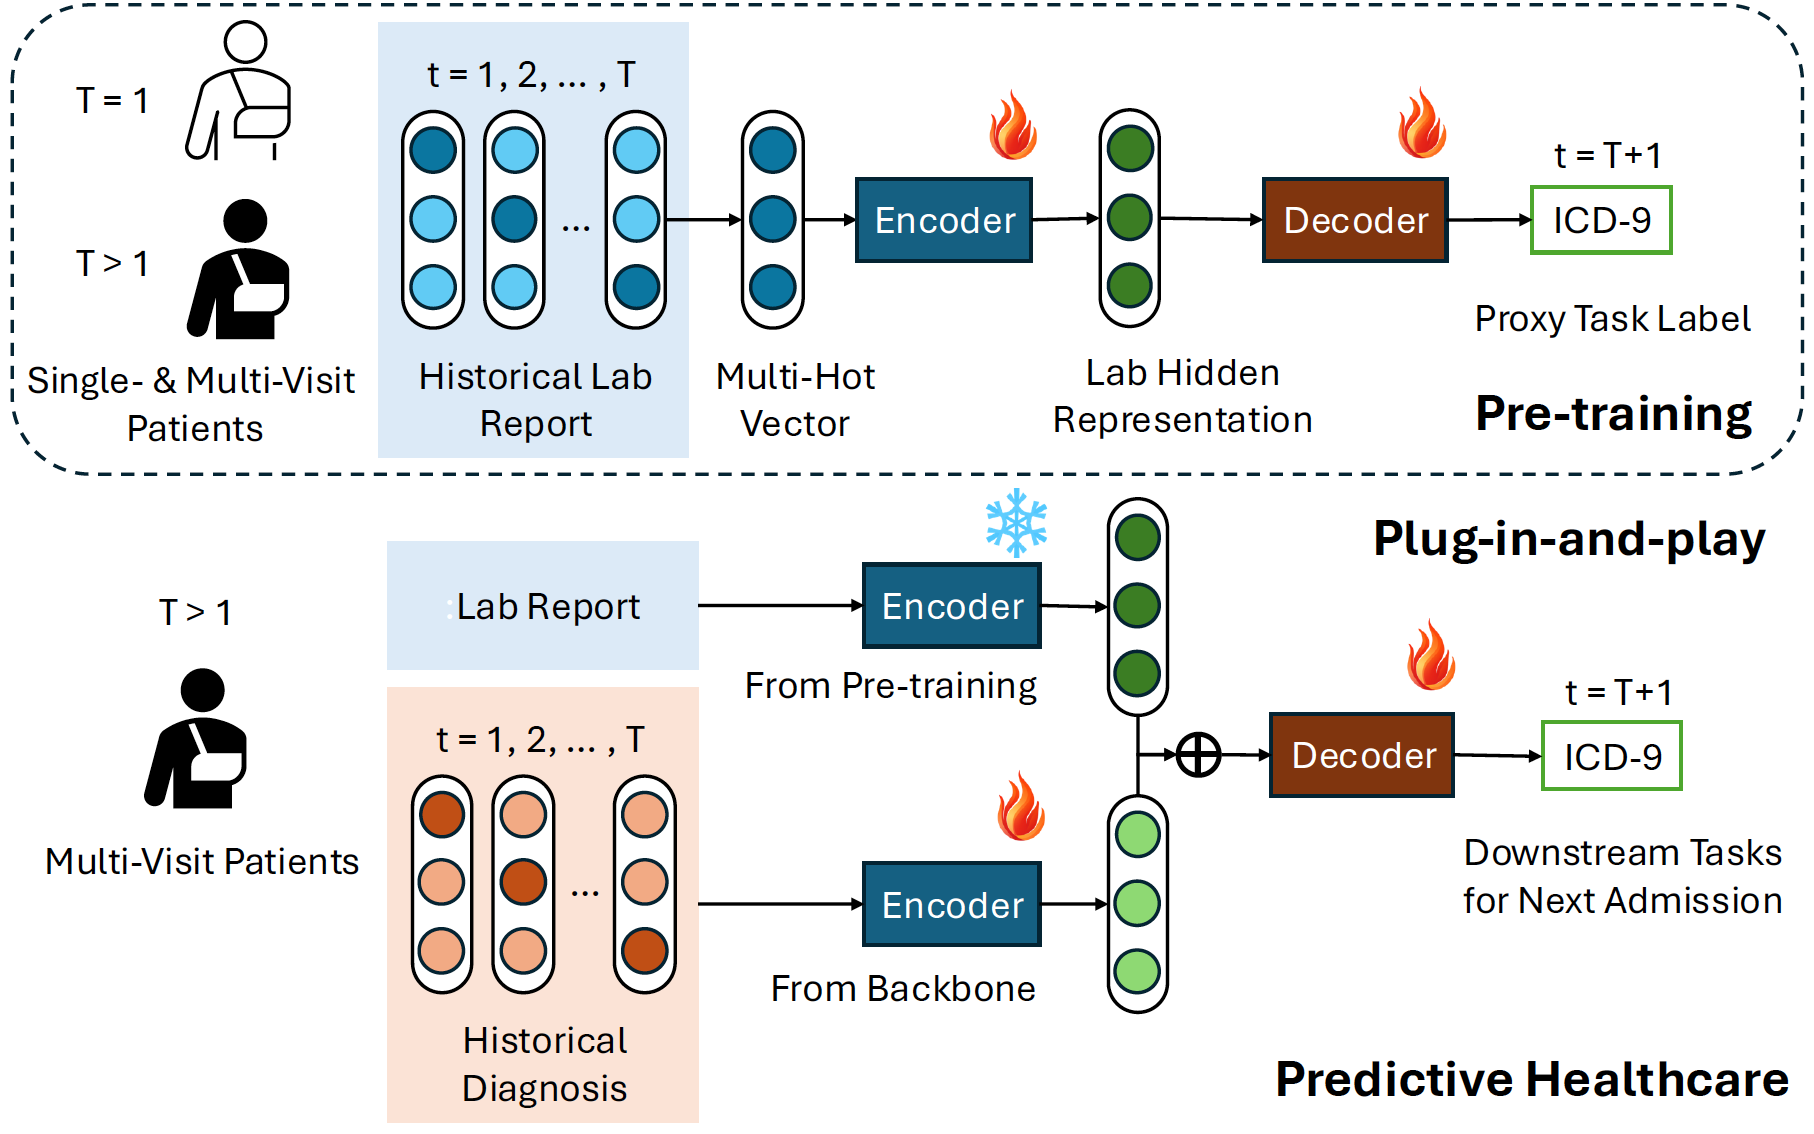 T = 1
T > 1
Single- & Multi-Visit
Patients
t = 1, 2, ... , T
...
Historical Lab
Report
Multi-Hot
Vector
Encoder
Lab Hidden
Representation
Decoder
t = T+1
ICD-9
Proxy Task Label
Pre-training
Plug-in-and-play
T > 1
Multi-Visit Patients
:Lab Report
Encoder
From Pre-training
t = 1, 2, ... , T
...
Historical
Diagnosis
Encoder
From Backbone
Decoder
t = T+1
ICD-9
Downstream Tasks
for Next Admission
Predictive Healthcare